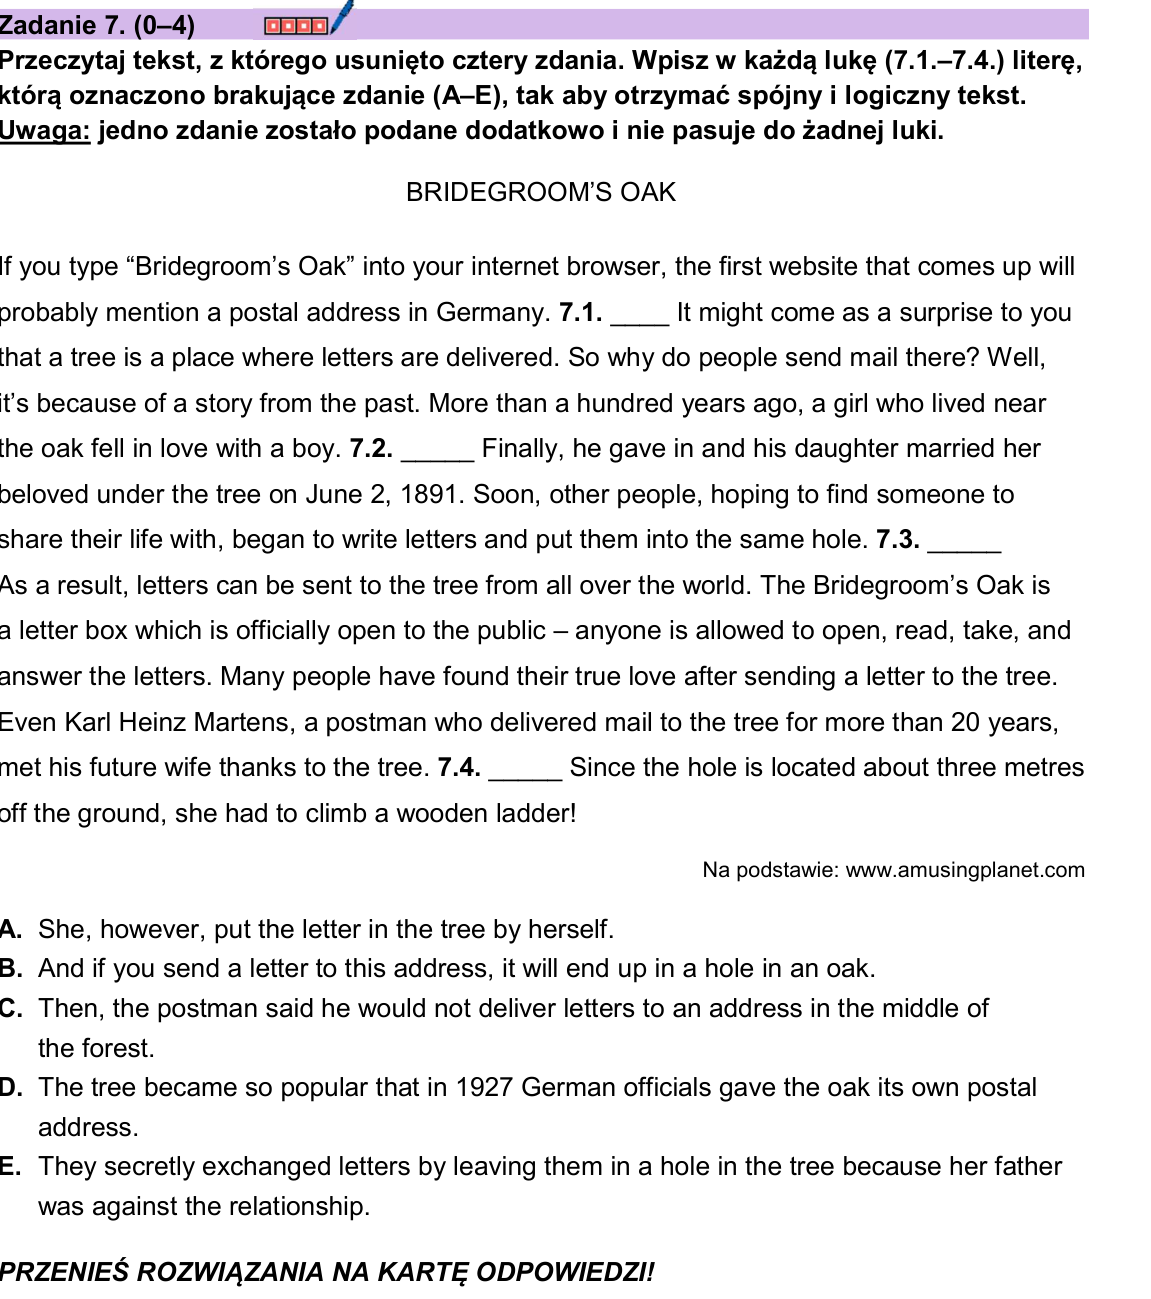 Zadanie 7. (0–4)
Przeczytaj tekst, z którego usunięto cztery zdania. Wpisz w każdą lukę (7.1.–7.4.) literę,
którą oznaczono brakujące zdanie (A–E), tak aby otrzymać spójny i logiczny tekst.
Uwaga: jedno zdanie zostało podane dodatkowo i nie pasuje do żadnej luki.
BRIDEGROOM’S OAK
If you type “Bridegroom’s Oak” into your internet browser, the first website that comes up will
probably mention a postal address in Germany. 7.1. ____ It might come as a surprise to you
that a tree is a place where letters are delivered. So why do people send mail there? Well,
it’s because of a story from the past. More than a hundred years ago, a girl who lived near
the oak fell in love with a boy. 7.2. _____ Finally, he gave in and his daughter married her
beloved under the tree on June 2, 1891. Soon, other people, hoping to find someone to
share their life with, began to write letters and put them into the same hole. 7.3. _____
As a result, letters can be sent to the tree from all over the world. The Bridegroom’s Oak is
a letter box which is officially open to the public – anyone is allowed to open, read, take, and
answer the letters. Many people have found their true love after sending a letter to the tree.
Even Karl Heinz Martens, a postman who delivered mail to the tree for more than 20 years,
met his future wife thanks to the tree. 7.4. _____ Since the hole is located about three metres
off the ground, she had to climb a wooden ladder!
Na podstawie: www.amusingplanet.com
A. She, however, put the letter in the tree by herself.
B. And if you send a letter to this address, it will end up in a hole in an oak.
C. Then, the postman said he would not deliver letters to an address in the middle of
the forest.
D. The tree became so popular that in 1927 German officials gave the oak its own postal
address.
E. They secretly exchanged letters by leaving them in a hole in the tree because her father
was against the relationship.
PRZENIEŚ ROZWIĄZANIA NA KARTĘ ODPOWIEDZI!